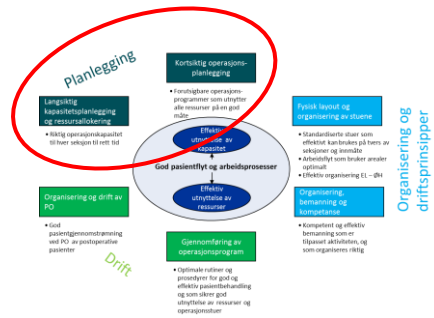 Planlegging
Kortsiktig operasjons-
planlegging
• Forutsigbare operasjons-
programmer som utnytter
alle ressurser på en god
måte
Langsiktig
kapasitetsplanlegging
og ressursallokering
• Riktig operasjonskapasitet
til hver seksjon til rett tid
Fysisk layout og
organisering av stuene
• Standardiserte stuer som
effektivt kan brukes på tvers av
seksjoner og innmåte
• Arbeidsflyt som bruker arealer
optimalt
• Effektiv organisering EL – ØH
Effektiv
utnyttelse av
kapasitet
God pasientflyt og arbeidsprosesser
Effektiv
utnyttelse av
ressurser
Organisering og drift av
PO
• God
pasientgjennomstrømning
ved PO av postoperative
pasienter
Organisering,
bemanning og
kompetanse
• Kompetent og effektiv
bemanning som er
tilpasset aktiviteten, og
som organiseres riktig
Gjennomføring av
operasjonsprogram
• Optimale rutiner og
prosedyrer for god og
effektiv pasientbehandling
og som sikrer god
utnyttelse av ressurser og
operasjonsstuer
Drift
Organisering og
driftsprinsipper